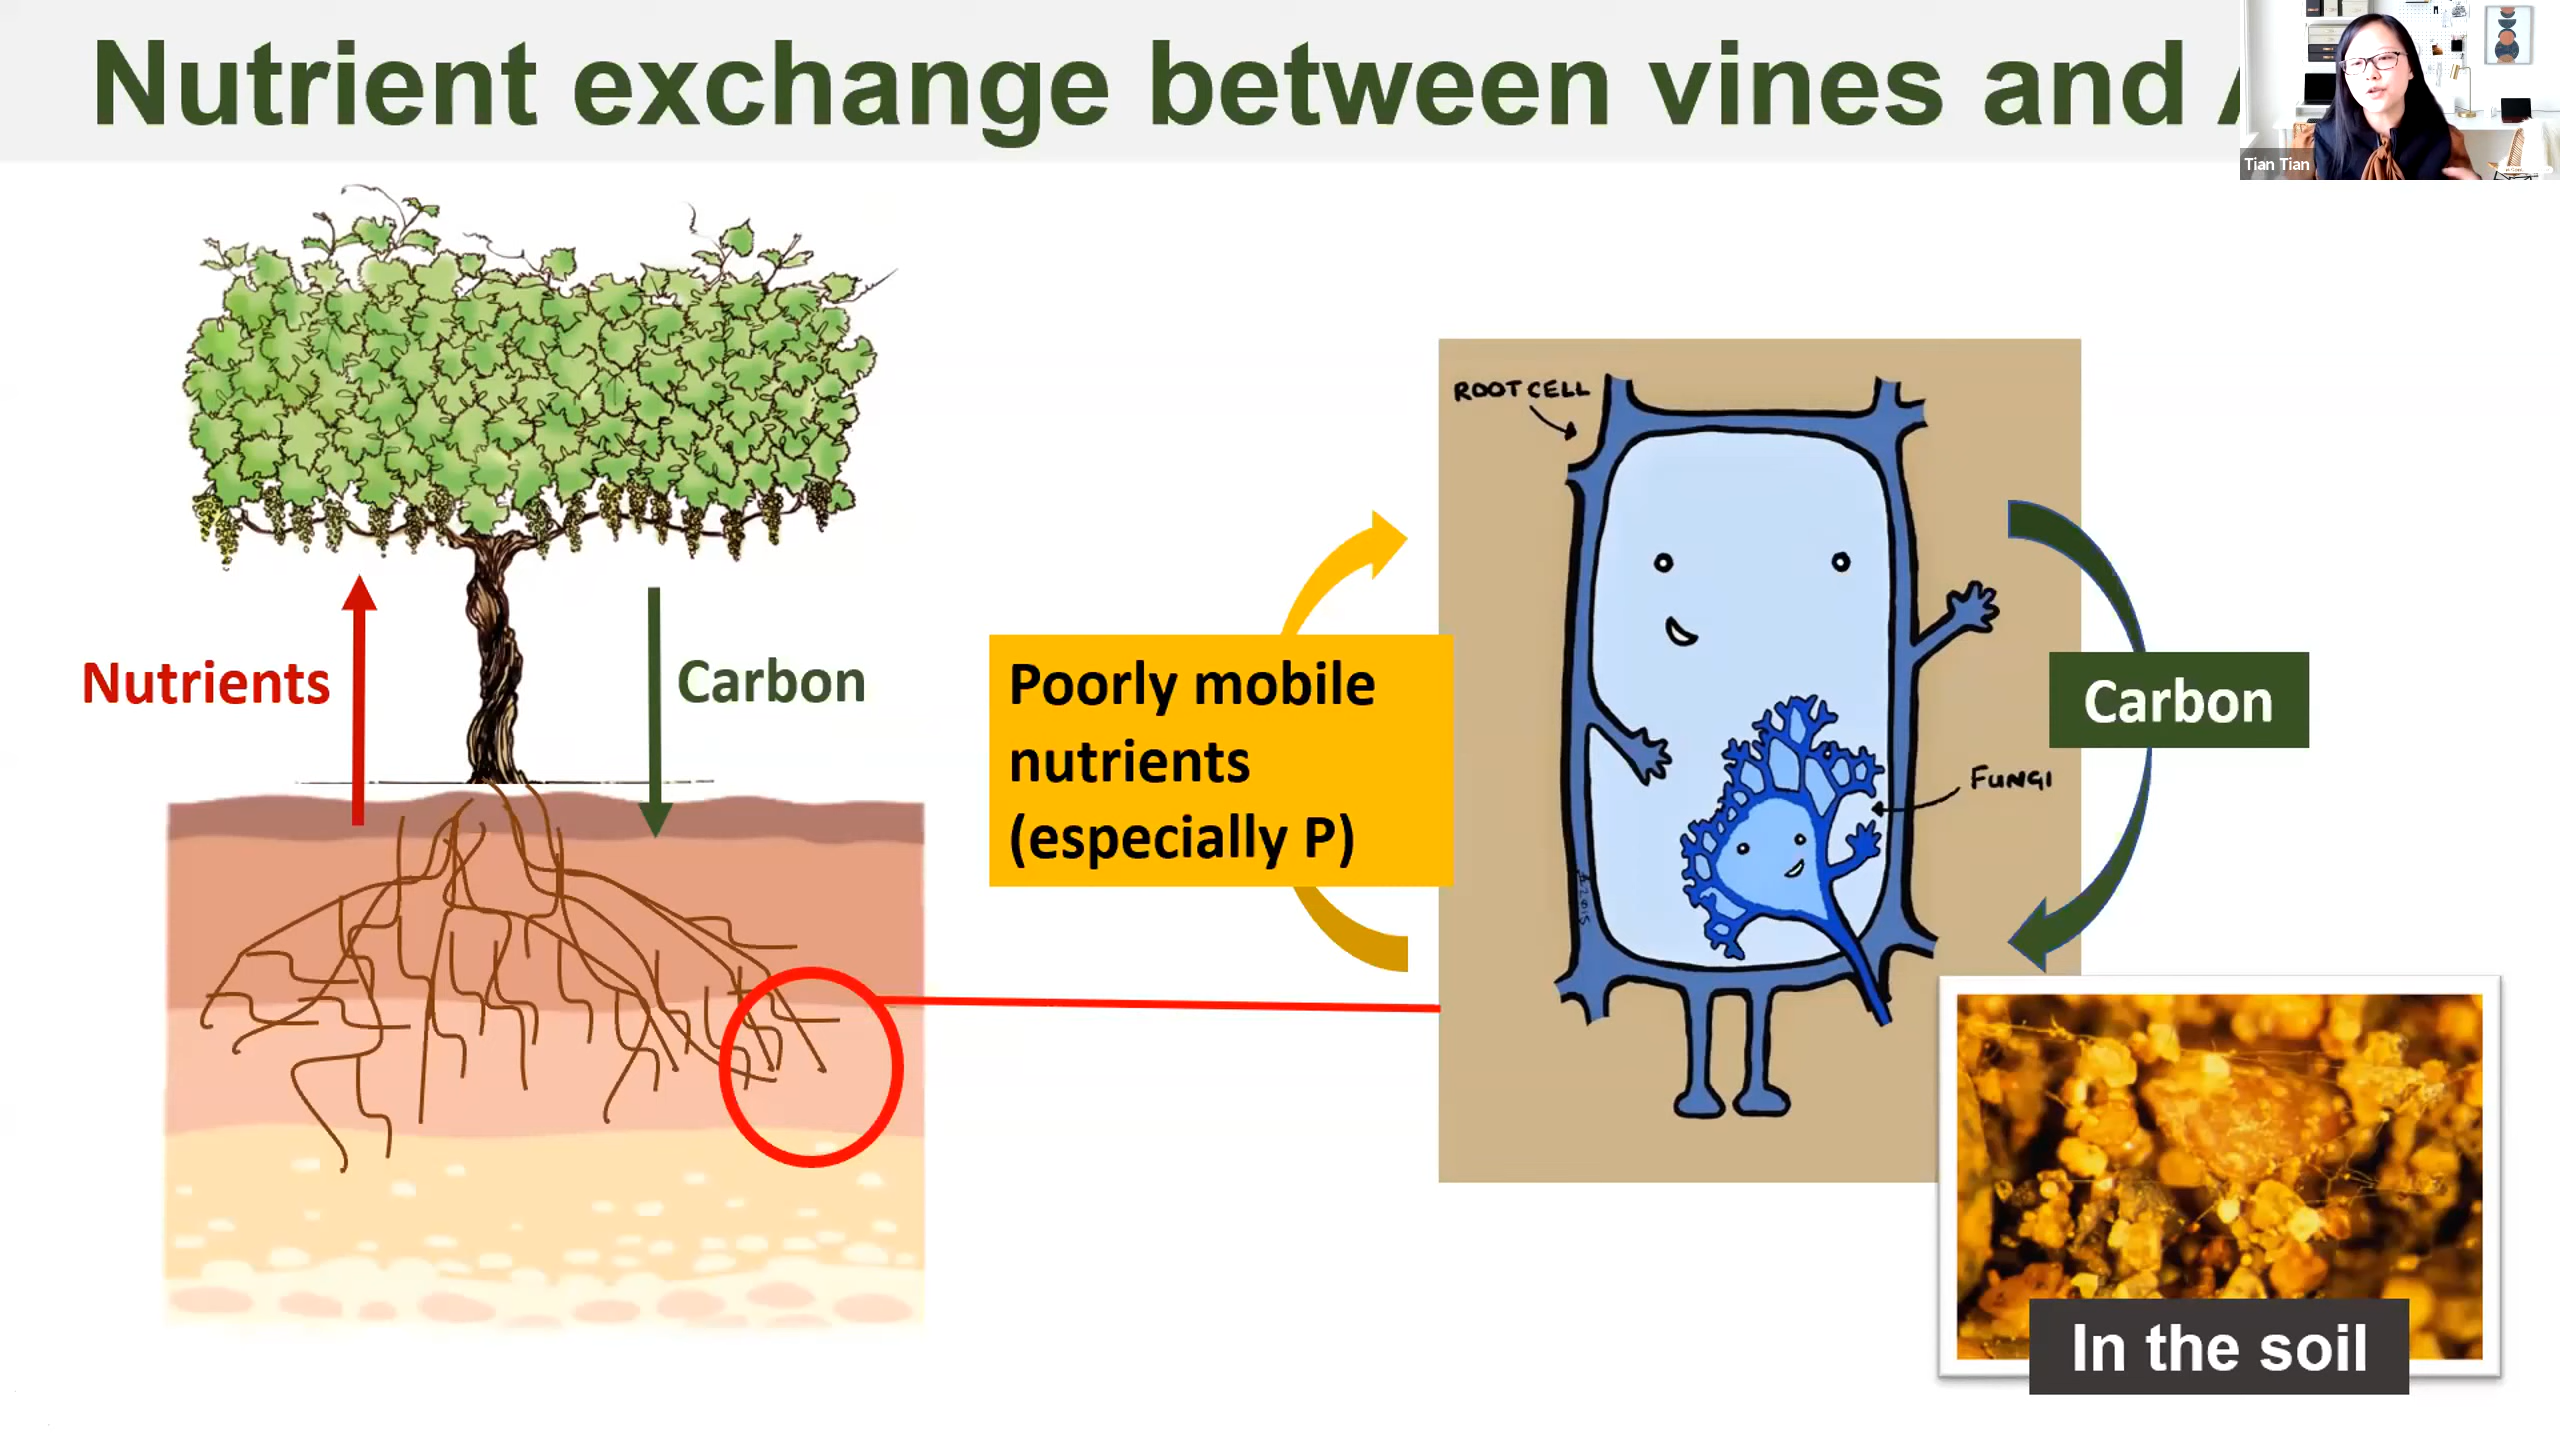 Nutrient exchange between vines and
Tian Tian
Nutrients
Carbon
Poorly mobile
nutrients
(especially P)
ROOT CELL
FUNGI
Carbon
In the soil